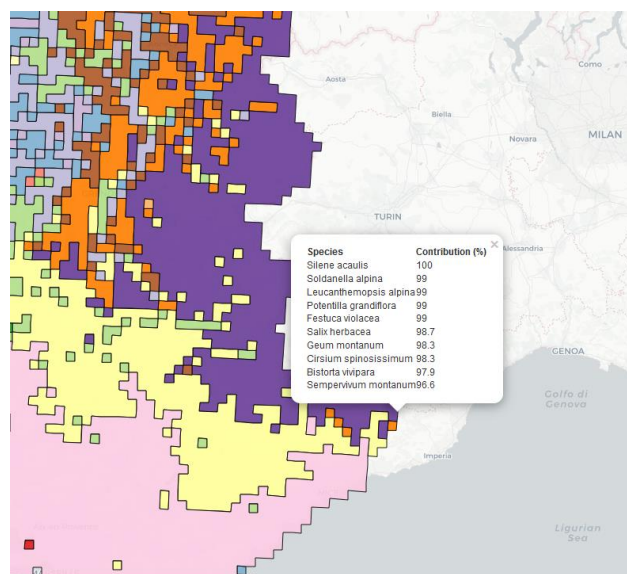 Como
Aosta
Biella
Novara
MILAN
TURIN
Alessandria
Species Contribution (%)
Silene acaulis 100
Soldanella alpina 99
Leucanthemopsis alpina 99
Potentilla grandiflora 99
Festuca violacea 99
Salix herbacea 98.7
Geum montanum 98.3
Cirsium spinosissimum 98.3
Bistorta vivipara 97.9
Sempervivum montanum 96.6
GENOA
Golfo di
Genova
Imperia
Ligurian
Sea